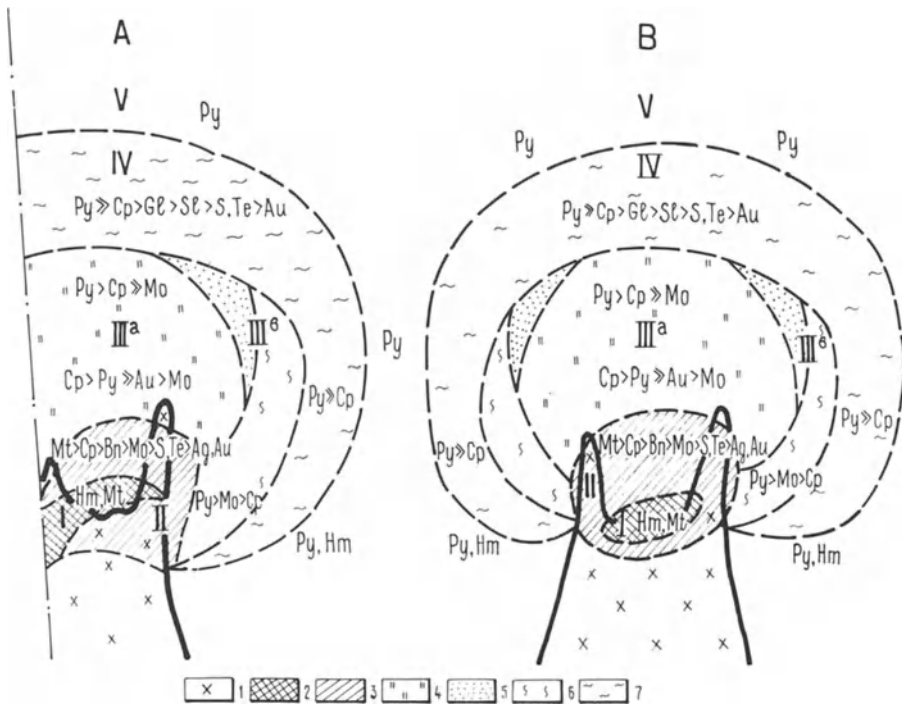 A
V
Py
IV
Py≫Cp>Gl>Sl>S,Te>Au
Py>Cp≫Mo
IIIa
IIIб
Py
Cp>Py≫Au>Mo
Py≫Cp
Mt>Cp>Bn>Mo>S,Te>Ag,Au
Hm,Mt
I
II
Py>Mo>Cp
Py,Hm
x
B
V
Py
Py
IV
Py≫Cp>Gl>Sl>S,Te>Au
Py>Cp≫Mo
IIIa
IIIб
Cp>Py≫Au>Mo
Py≫Cp
Py≫Cp
Mt>Cp>Bn>Mo>S,Te>Ag,Au
II
I
Hm,Mt
Py>Mo>Cp
Py,Hm
Py,Hm
x 1 2 3 4 5 6 7